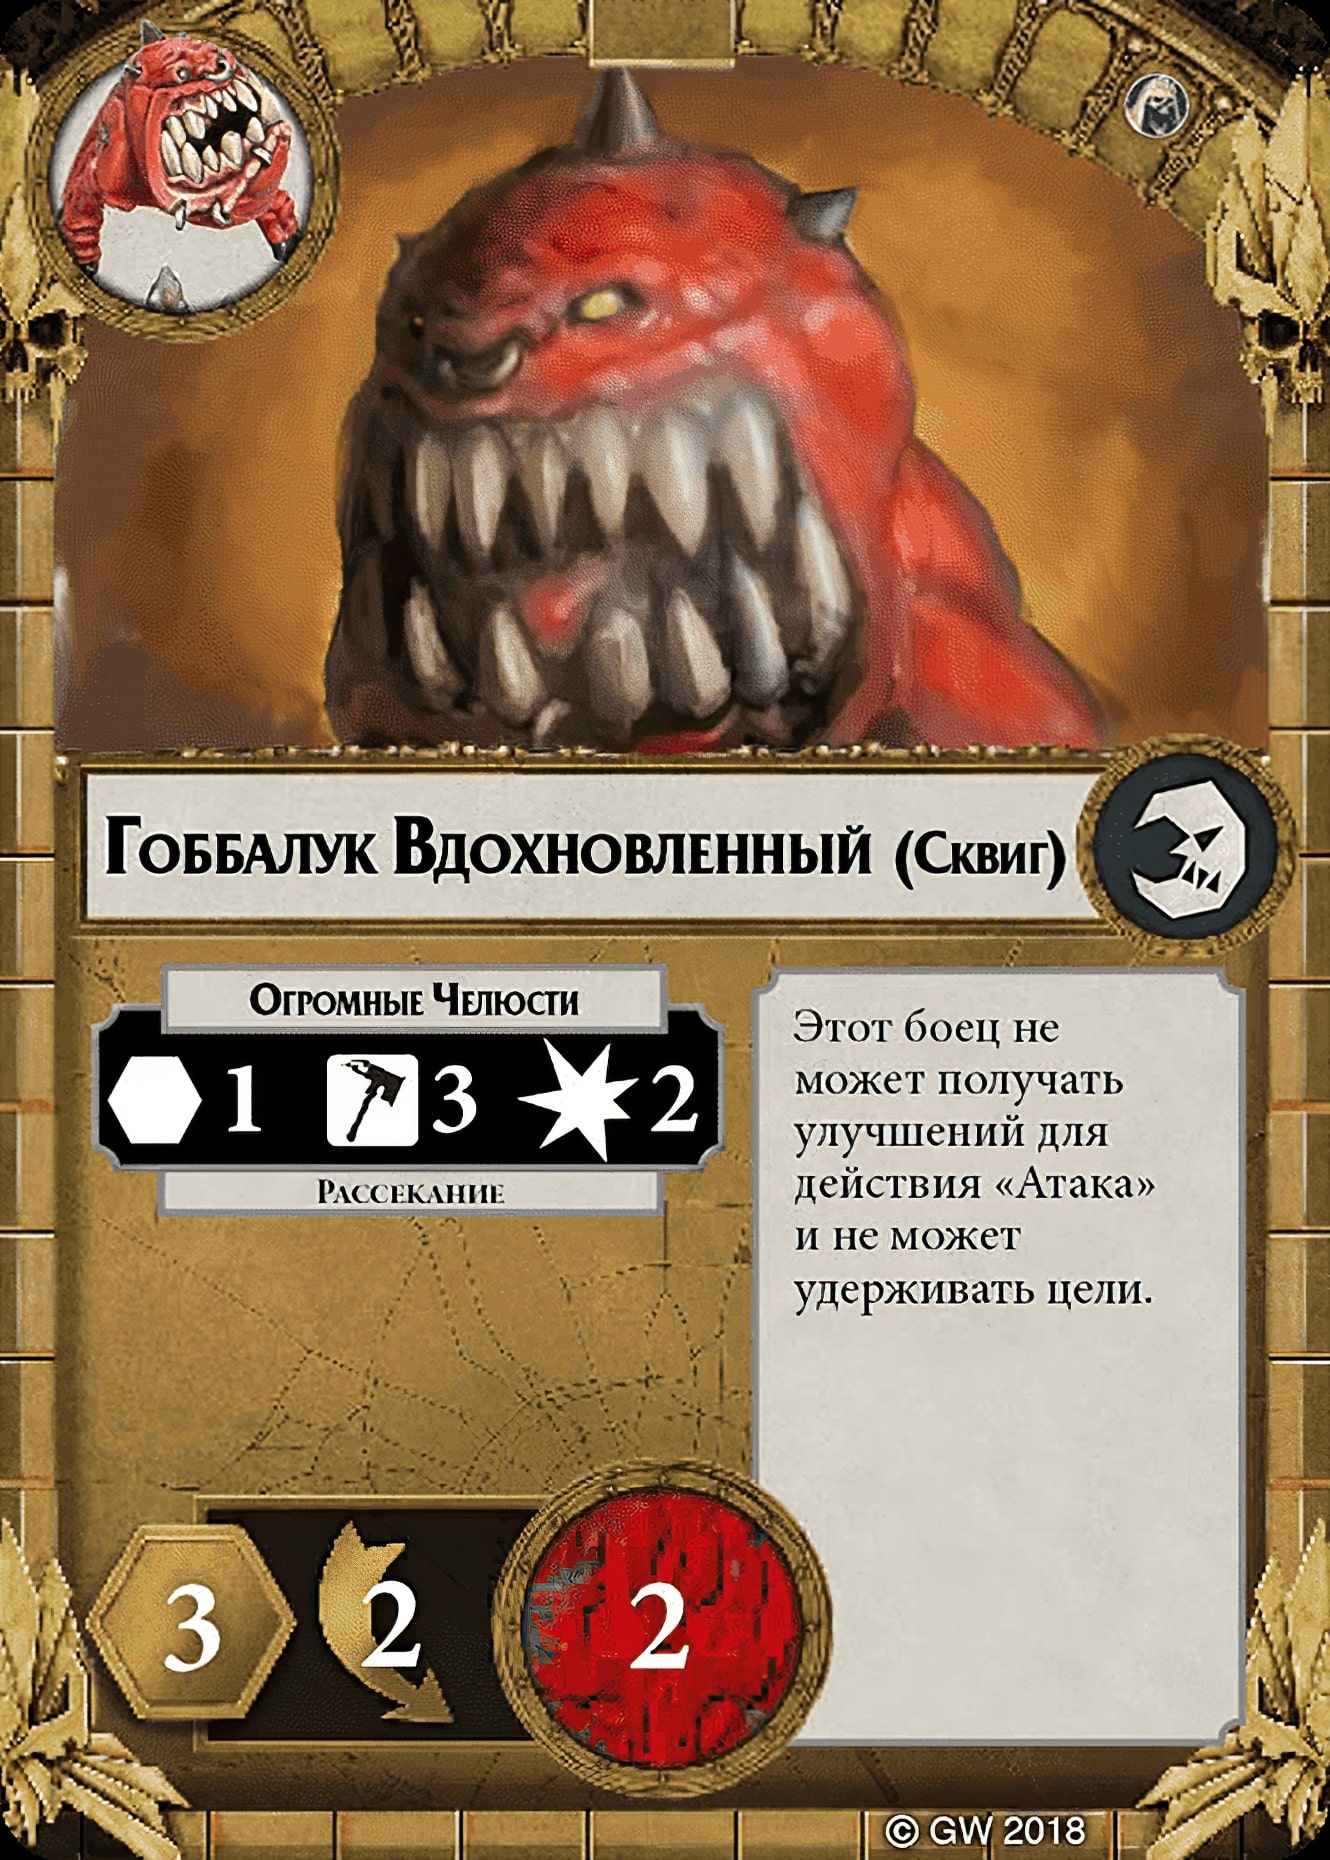 Гоббалук Вдохновленный (Сквиг)
Огромные Челюсти
1 3 2
Рассекание
Этот боец не
может получать
улучшений для
действия «Атака»
и не может
удерживать цели.
3 2 2
© GW 2018